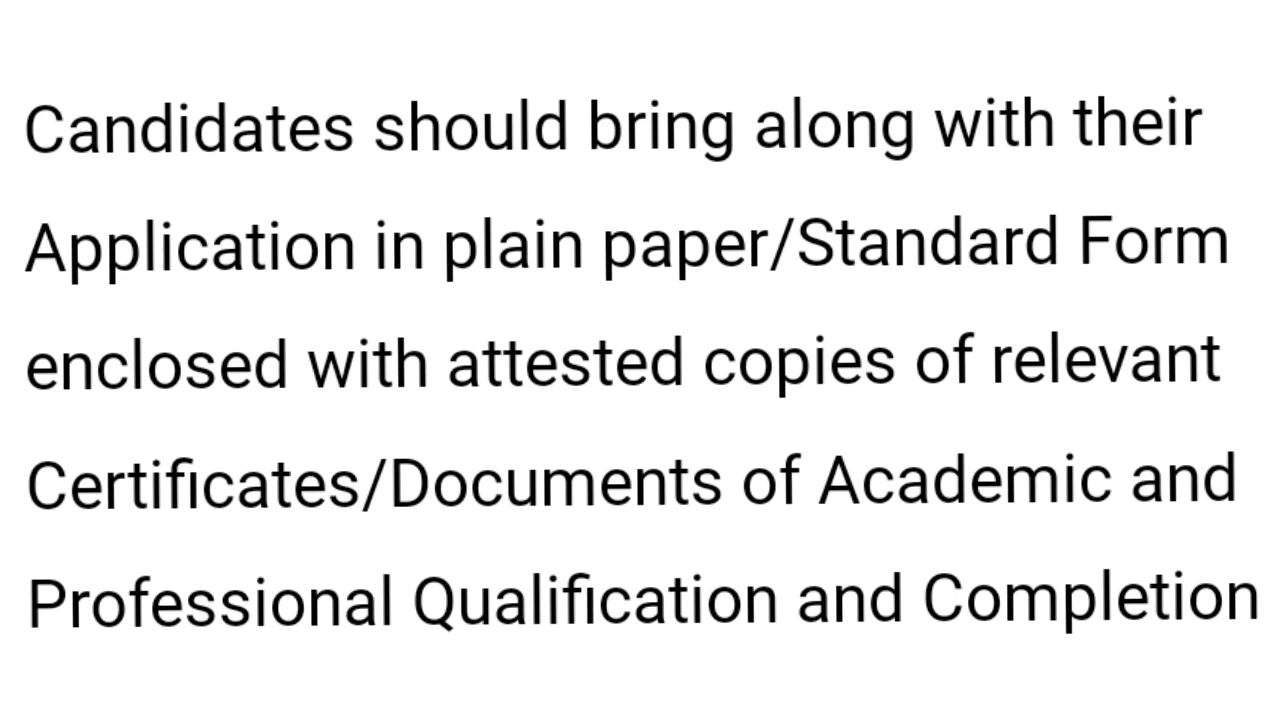 Candidates should bring along with their
Application in plain paper/Standard Form
enclosed with attested copies of relevant
Certificates/Documents of Academic and
Professional Qualification and Completion